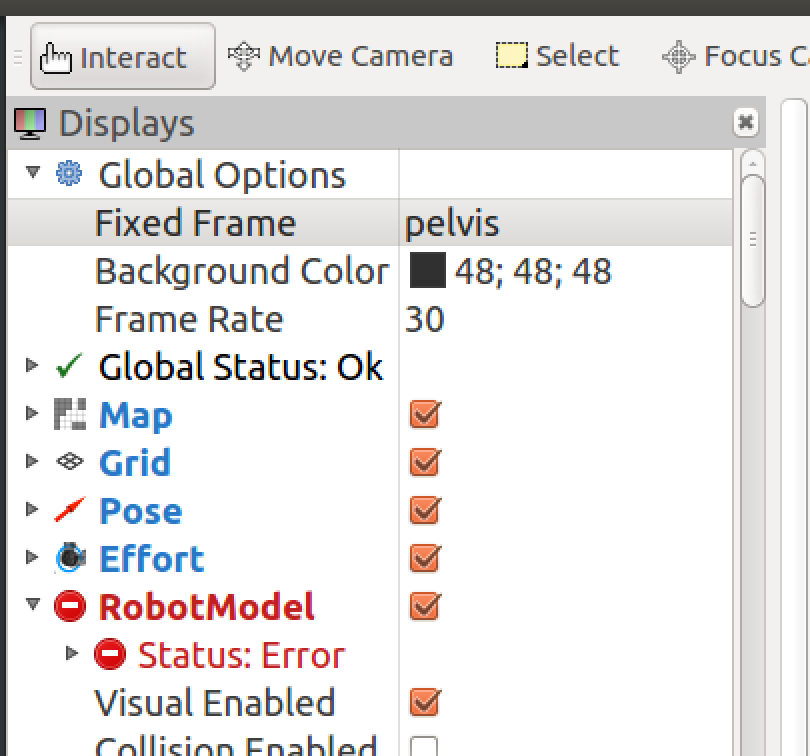 Interact Move Camera Select Focus
Displays
Global Options
Fixed Frame pelvis
Background Color 48; 48; 48
Frame Rate 30
Global Status: Ok
Map
Grid
Pose
Effort
RobotModel
Status: Error
Visual Enabled
Collision Enabled